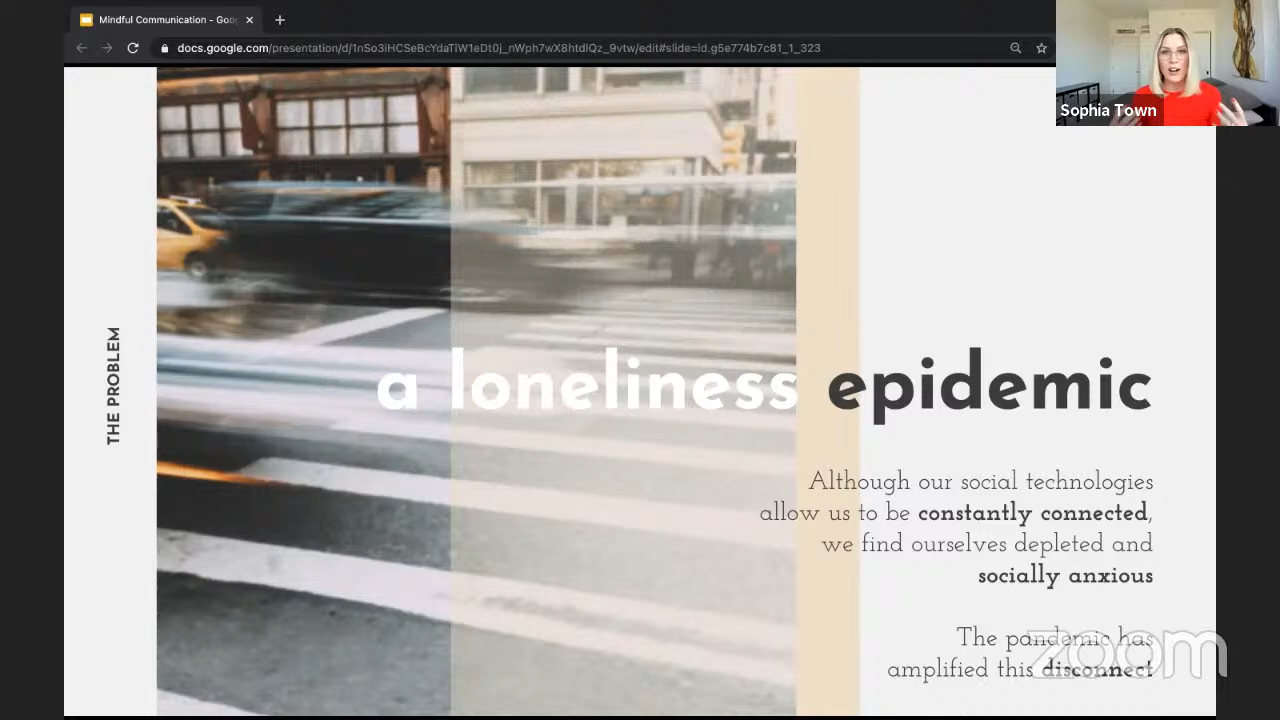 Mindful Communication - Goo
docs.google.com/presentation/d/1nSo3iHCSeBcYdaTiW1eDt0j_nWph7wX8htdlQz_9vtw/edit#slide=id.g5e774b7c81_1_323
Sophia Town
THE PROBLEM
a loneliness epidemic
Although our social technologies
allow us to be constantly connected,
we find ourselves depleted and
socially anxious
The pandemic has
amplified this disconnect
zoom